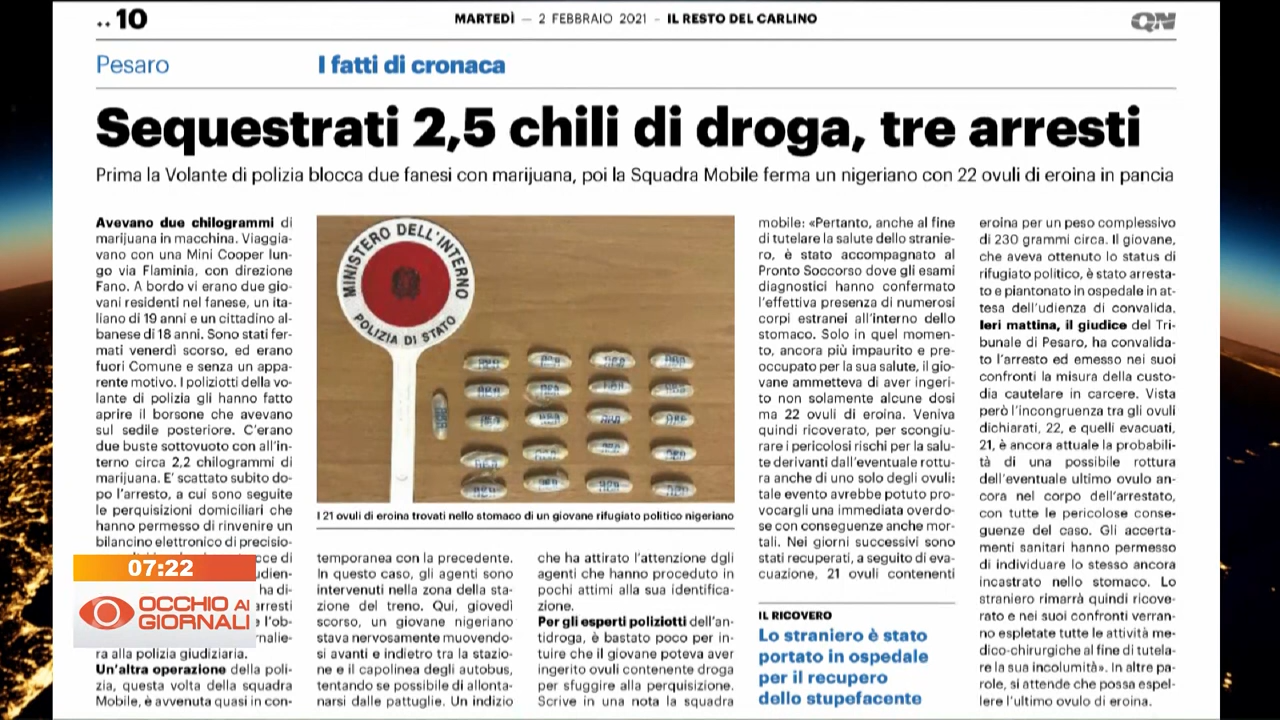 .. 10
MARTEDÌ — 2 FEBBRAIO 2021 – IL RESTO DEL CARLINO
QN
Pesaro
I fatti di cronaca
Sequestrati 2,5 chili di droga, tre arresti
Prima la Volante di polizia blocca due fanesi con marijuana, poi la Squadra Mobile ferma un nigeriano con 22 ovuli di eroina in pancia
Avevano due chilogrammi di
marijuana in macchina. Viaggia-
vano con una Mini Cooper lun-
go via Flaminia, con direzione
Fano. A bordo vi erano due gio-
vani residenti nel fanese, un ita-
liano di 19 anni e un cittadino al-
banese di 18 anni. Sono stati fer-
mati venerdì scorso, ed erano
fuori Comune e senza un appa-
rente motivo. I poliziotti della vo-
lante di polizia gli hanno fatto
aprire il borsone che avevano
sul sedile posteriore. C'erano
due buste sottovuoto con all'in-
terno circa 2,2 chilogrammi di
marijuana. E' scattato subito do-
po l'arresto, a cui sono seguite
le perquisizioni domiciliari che
hanno permesso di rinvenire un
bilancino elettronico di precisio-
di
ha di-
arresti
e l'ob-
ra alla polizia giudiziaria.
Un'altra operazione della poli-
zia, questa volta della squadra
Mobile, è avvenuta quasi in con-
07:22
OCCHIO AI
GIORNALI
MINISTERO DELL'INTERNO
POLIZIA DI STATO
I 21 ovuli di eroina trovati nello stomaco di un giovane rifugiato politico nigeriano
temporanea con la precedente.
In questo caso, gli agenti sono
intervenuti nella zona della sta-
zione del treno. Qui, giovedì
scorso, un giovane nigeriano
stava nervosamente muovendo-
si avanti e indietro tra la stazio-
ne e il capolinea degli autobus,
tentando se possibile di allonta-
narsi dalle pattuglie. Un indizio
che ha attirato l'attenzione dgli
agenti che hanno proceduto in
pochi attimi alla sua identifica-
zione.
Per gli esperti poliziotti dell'an-
tidroga, è bastato poco per in-
tuire che il giovane poteva aver
ingerito ovuli contenente droga
per sfuggire alla perquisizione.
Scrive in una nota la squadra
mobile: «Pertanto, anche al fine
di tutelare la salute dello stranie-
ro, è stato accompagnato al
Pronto Soccorso dove gli esami
diagnostici hanno confermato
l'effettiva presenza di numerosi
corpi estranei all'interno dello
stomaco. Solo in quel momen-
to, ancora più impaurito e pre-
occupato per la sua salute, il gio-
vane ammetteva di aver ingeri-
to non solamente alcune dosi
ma 22 ovuli di eroina. Veniva
quindi ricoverato, per scongiu-
rare i pericolosi rischi per la salu-
te derivanti dall'eventuale rottu-
ra anche di uno solo degli ovuli:
tale evento avrebbe potuto pro-
vocargli una immediata overdo-
se con conseguenze anche mor-
tali. Nei giorni successivi sono
stati recuperati, a seguito di eva-
cuazione, 21 ovuli contenenti
IL RICOVERO
Lo straniero è stato
portato in ospedale
per il recupero
dello stupefacente
eroina per un peso complessivo
di 230 grammi circa. Il giovane,
che aveva ottenuto lo status di
rifugiato politico, è stato arresta-
to e piantonato in ospedale in at-
tesa dell'udienza di convalida.
Ieri mattina, il giudice del Tri-
bunale di Pesaro, ha convalida-
to l'arresto ed emesso nei suoi
confronti la misura della custo-
dia cautelare in carcere. Vista
però l'incongruenza tra gli ovuli
dichiarati, 22, e quelli evacuati,
21, è ancora attuale la probabili-
tà di una possibile rottura
dell'eventuale ultimo ovulo an-
cora nel corpo dell'arrestato,
con tutte le pericolose conse-
guenze del caso. Gli accerta-
menti sanitari hanno permesso
di individuare lo stesso ancora
incastrato nello stomaco. Lo
straniero rimarrà quindi ricove-
rato e nei suoi confronti verran-
no espletate tutte le attività me-
dico-chirurgiche al fine di tutela-
re la sua incolumità». In altre pa-
role, si attende che possa espel-
lere l'ultimo ovulo di eroina.